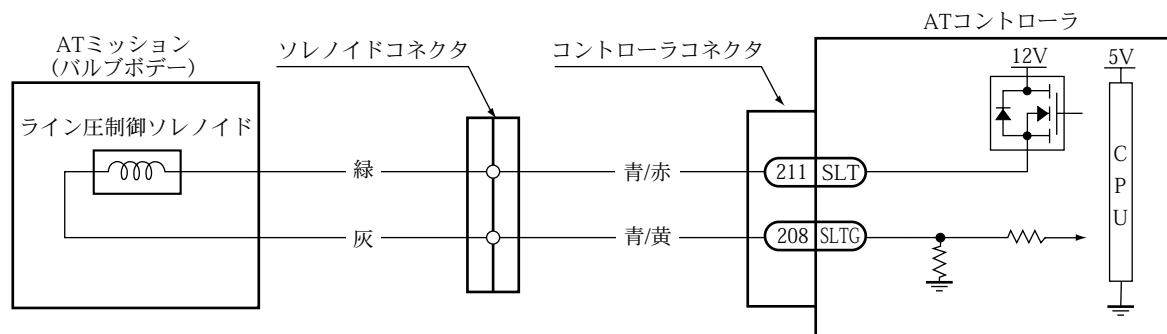 ATコントローラ
ATミッション
(バルブボデー)
ソレノイドコネクタ
コントローラコネクタ
12V
5V
ライン圧制御ソレノイド
緑
青/赤
211 SLT
CPU
灰
青/黄
208 SLTG